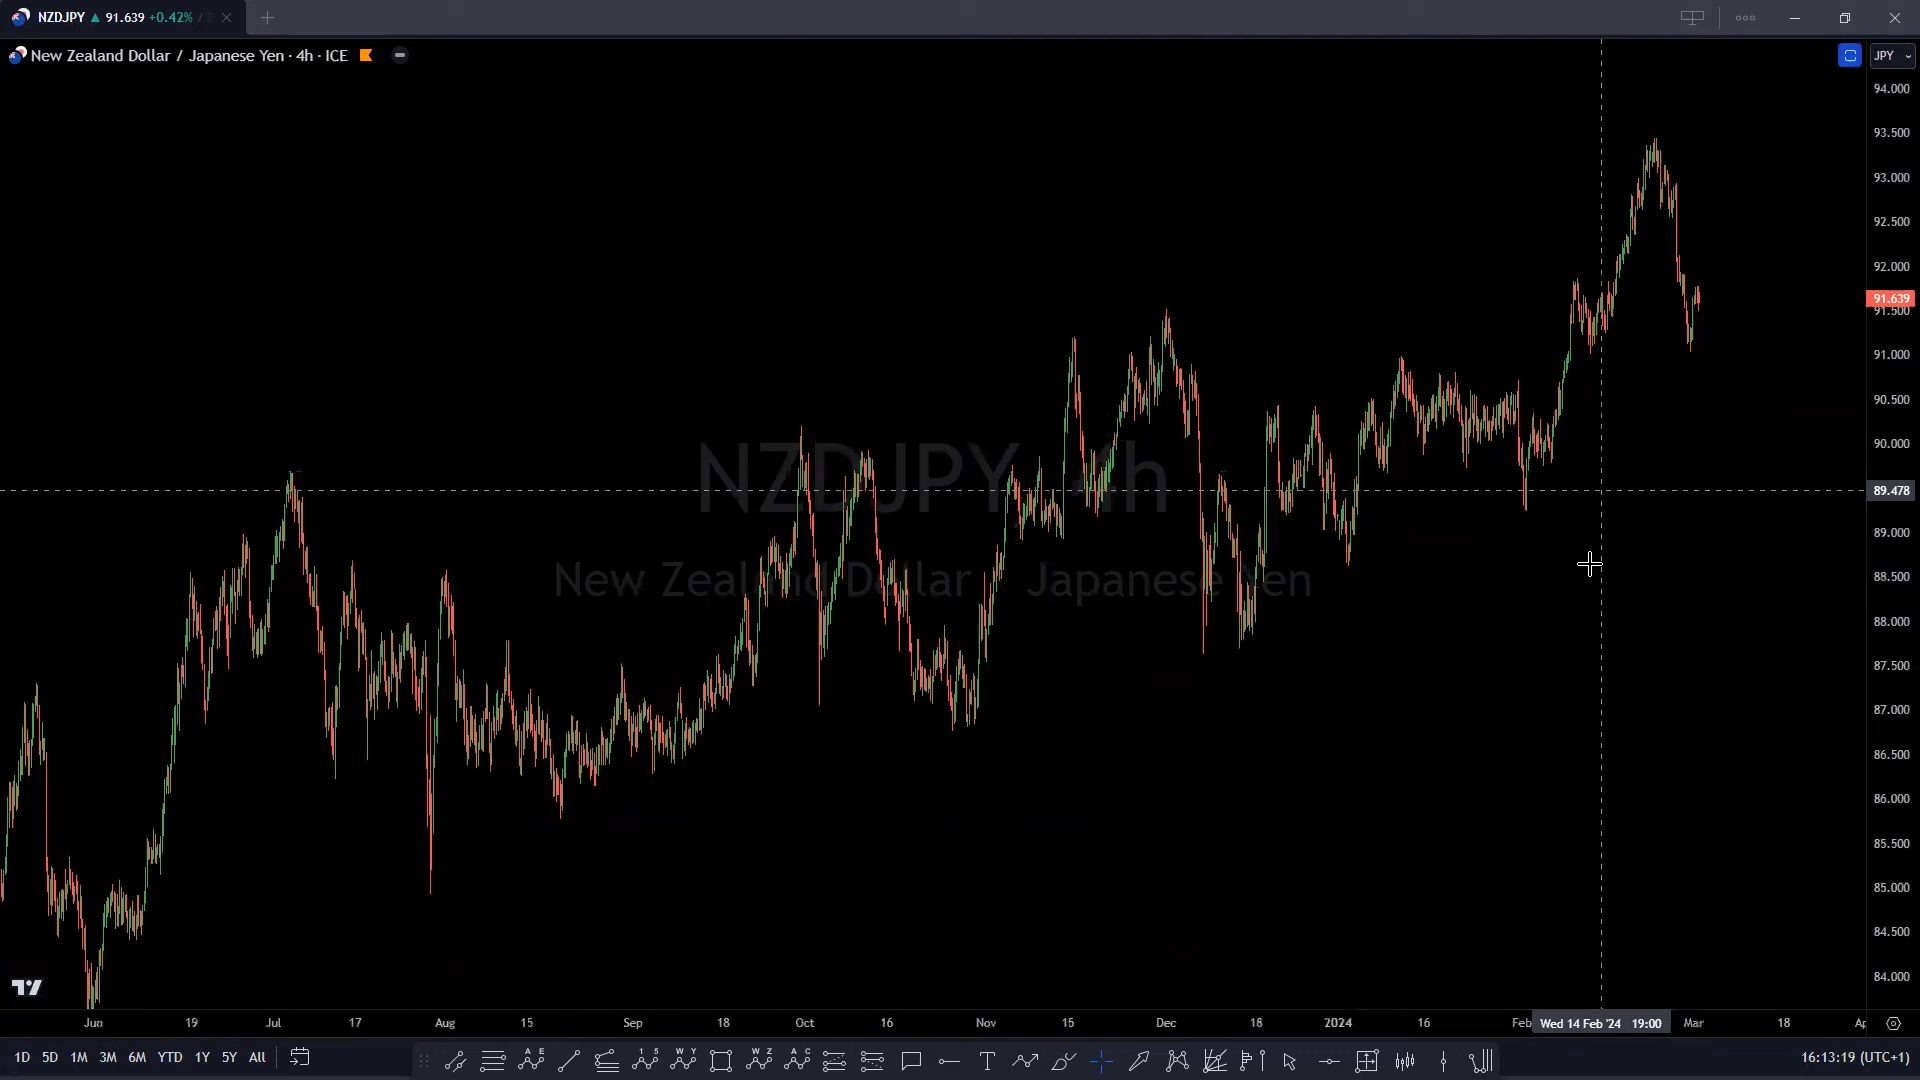 NZDJPY ▲ 91.639 +0.42% /
New Zealand Dollar / Japanese Yen · 4h · ICE
JPY
94.000
93.500
93.000
92.500
92.000
91.639
91.500
91.000
90.500
90.000
89.478
89.000
88.500
88.000
87.500
87.000
86.500
86.000
85.500
85.000
84.500
84.000
NZDJPY, 4h
New Zealand Dollar / Japanese Yen
Jun 19 Jul 17 Aug 15 Sep 18 Oct 16 Nov 15 Dec 18 2024 16 Feb Wed 14 Feb '24 19:00 Mar 18 Ap
1D 5D 1M 3M 6M YTD 1Y 5Y All
16:13:19 (UTC+1)